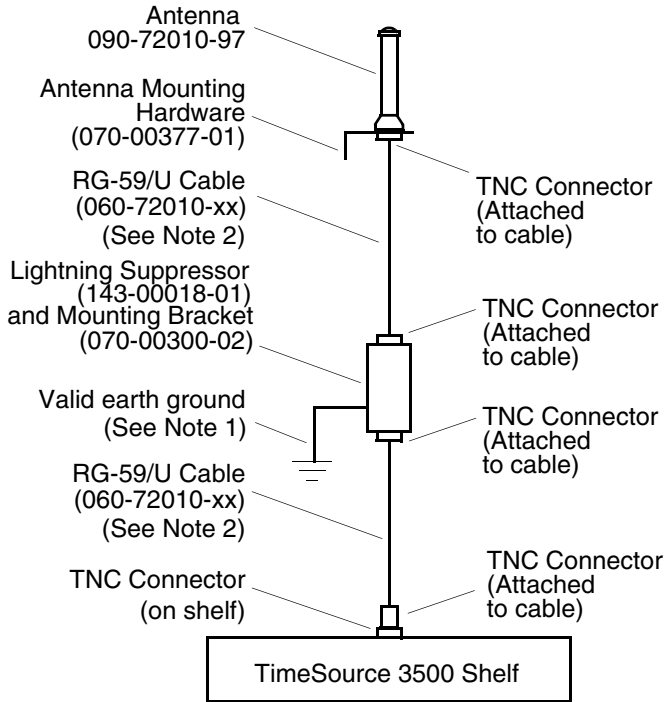 Antenna
090-72010-97
Antenna Mounting
Hardware
(070-00377-01)
RG-59/U Cable
(060-72010-xx)
(See Note 2)
Lightning Suppressor
(143-00018-01)
and Mounting Bracket
(070-00300-02)
Valid earth ground
(See Note 1)
RG-59/U Cable
(060-72010-xx)
(See Note 2)
TNC Connector
(on shelf)
TNC Connector
(Attached
to cable)
TNC Connector
(Attached
to cable)
TNC Connector
(Attached
to cable)
TNC Connector
(Attached
to cable)
TimeSource 3500 Shelf